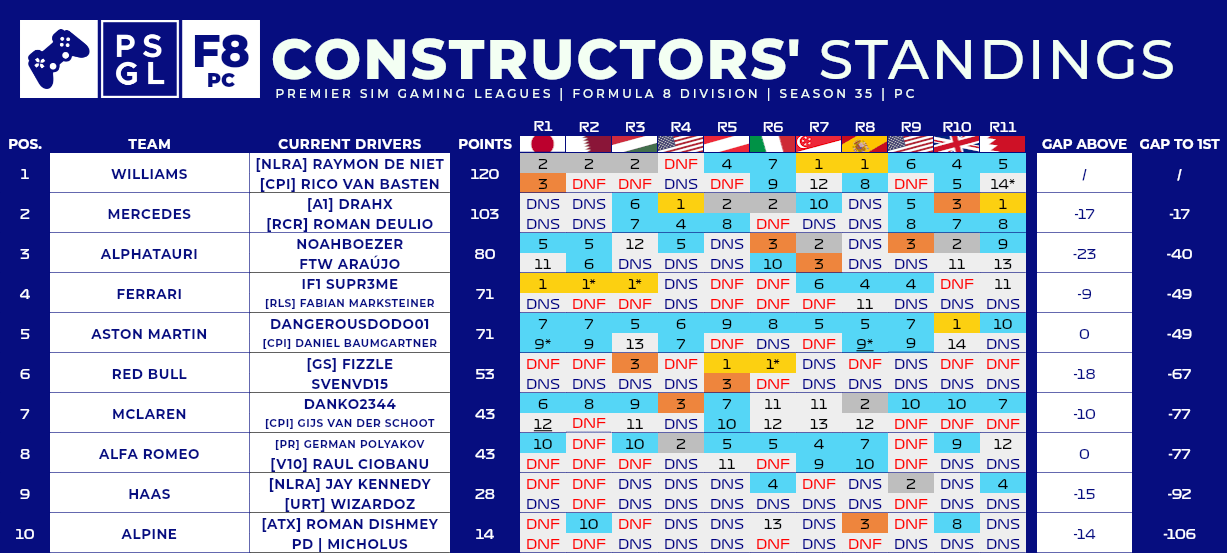 PS GL F8 PC
CONSTRUCTORS' STANDINGS
PREMIER SIM GAMING LEAGUES | FORMULA 8 DIVISION | SEASON 35 | PC
R1 R2 R3 R4 R5 R6 R7 R8 R9 R10 R11
POS. TEAM CURRENT DRIVERS POINTS GAP ABOVE GAP TO 1ST
[NLRA] RAYMON DE NIET 2 2 2 DNF 4 7 1 1 6 4 5
1 WILLIAMS 120 / /
[CPI] RICO VAN BASTEN 3 DNF DNF DNS DNF 9 12 8 DNF 5 14*
[A1] DRAHX DNS DNS 6 1 2 2 10 DNS 5 3 1
2 MERCEDES 103 -17 -17
[RCR] ROMAN DEULIO DNS DNS 7 4 8 DNF DNS DNS 8 7 8
NOAHBOEZER 5 5 12 5 DNS 3 2 DNS 3 2 9
3 ALPHATAURI 80 -23 -40
FTW ARAÚJO 11 6 DNS DNS DNS 10 3 DNS DNS 11 13
IF1 SUPR3ME 1 1* 1* DNS DNF DNF 6 4 4 DNF 11
4 FERRARI 71 -9 -49
[RLS] FABIAN MARKSTEINER DNS DNF DNF DNS DNF DNF DNF 11 DNS DNS DNS
DANGEROUSDODO01 7 7 5 6 9 8 5 5 7 1 10
5 ASTON MARTIN 71 0 -49
[CPI] DANIEL BAUMGARTNER 9* 9 13 7 DNF DNS DNF 9* 9 14 DNS
[GS] FIZZLE DNF DNF 3 DNF 1 1* DNS DNF DNS DNF DNF
6 RED BULL 53 -18 -67
SVENVD15 DNS DNS DNS DNS 3 DNF DNS DNS DNS DNS DNS
DANKO2344 6 8 9 3 7 11 11 2 10 10 7
7 MCLAREN 43 -10 -77
[CPI] GIJS VAN DER SCHOOT 12 DNF 11 DNS 10 12 13 12 DNF DNF DNF
[PR] GERMAN POLYAKOV 10 DNF 10 2 5 5 4 7 DNF 9 12
8 ALFA ROMEO 43 0 -77
[V10] RAUL CIOBANU DNF DNF DNF DNS 11 DNF 9 10 DNF DNS DNS
[NLRA] JAY KENNEDY DNF DNF DNS DNS DNS 4 DNF DNS 2 DNS 4
9 HAAS 28 -15 -92
[URT] WIZARDOZ DNS DNF DNS DNS DNS DNS DNS DNS DNF DNS DNS
[ATX] ROMAN DISHMEY DNF 10 DNF DNS DNS 13 DNS 3 DNF 8 DNS
10 ALPINE 14 -14 -106
PD | MICHOLUS DNF DNF DNS DNS DNS DNS DNS DNF DNS DNS DNS